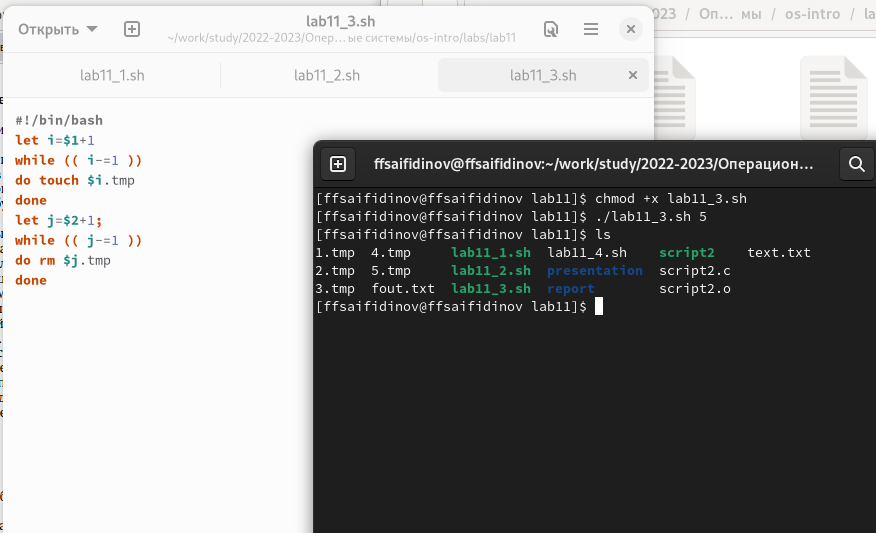 Открыть
lab11_3.sh
~/work/study/2022-2023/Опер…ые системы/os-intro/labs/lab11
2023 / Оп… мы / os-intro /
lab11_1.sh lab11_2.sh lab11_3.sh
#!/bin/bash
let i=$1+1
while (( i-=1 ))
do touch $i.tmp
done
let j=$2+1;
while (( j-=1 ))
do rm $j.tmp
done
ffsaifidinov@ffsaifidinov:~/work/study/2022-2023/Операцион...
[ffsaifidinov@ffsaifidinov lab11]$ chmod +x lab11_3.sh
[ffsaifidinov@ffsaifidinov lab11]$ ./lab11_3.sh 5
[ffsaifidinov@ffsaifidinov lab11]$ ls
1.tmp 4.tmp lab11_1.sh lab11_4.sh script2 text.txt
2.tmp 5.tmp lab11_2.sh presentation script2.c
3.tmp fout.txt lab11_3.sh report script2.o
[ffsaifidinov@ffsaifidinov lab11]$